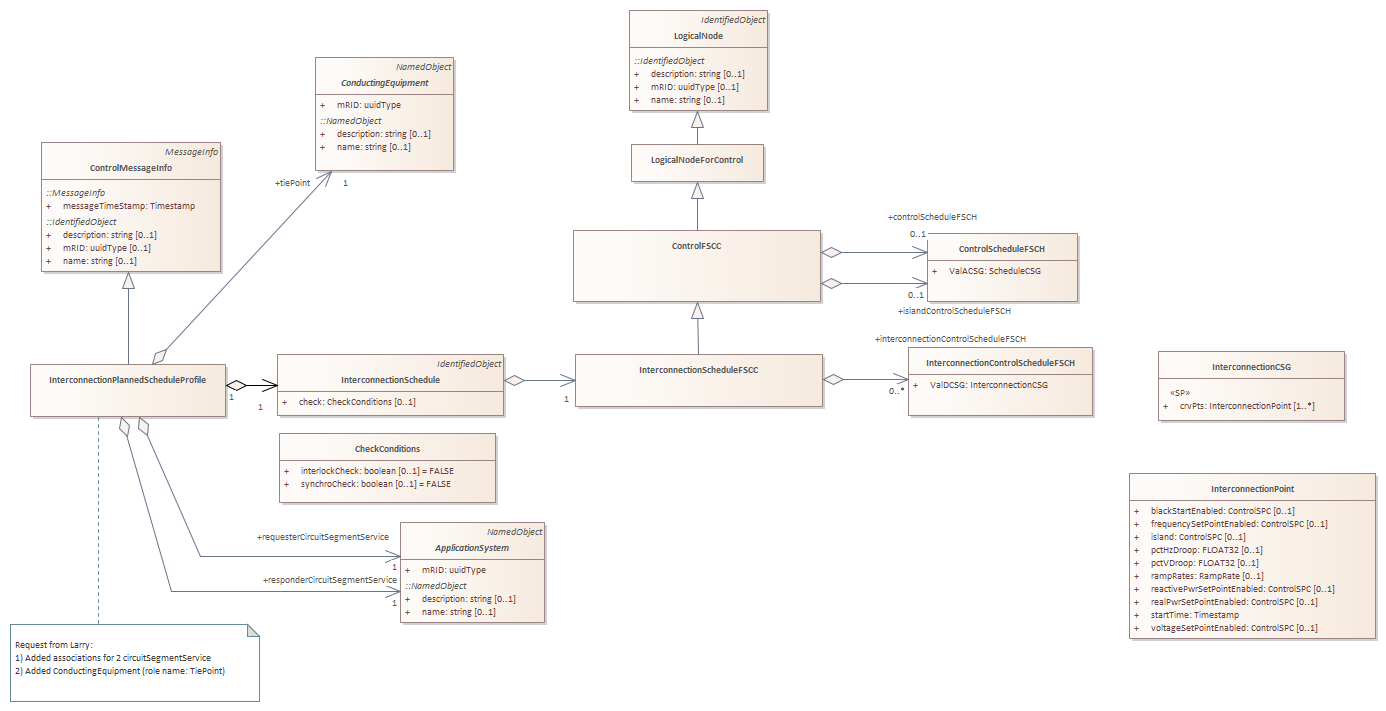 IdentifiedObject
LogicalNode
::IdentifiedObject
+ description: string [0..1]
+ mRID: uuidType [0..1]
+ name: string [0..1]
NamedObject
ConductingEquipment
+ mRID: uuidType
::NamedObject
+ description: string [0..1]
+ name: string [0..1]
MessageInfo
ControlMessageInfo
::MessageInfo
+ messageTimeStamp: Timestamp
::IdentifiedObject
+ description: string [0..1]
+ mRID: uuidType [0..1]
+ name: string [0..1]
LogicalNodeForControl
+tiePoint
1
ControlFSCC
+controlScheduleFSCH
0..1
ControlScheduleFSCH
+ ValACSG: ScheduleCSG
0..1
+islandControlScheduleFSCH
InterconnectionPlannedScheduleProfile
1
1
IdentifiedObject
InterconnectionSchedule
+ check: CheckConditions [0..1]
1
InterconnectionScheduleFSCC
+interconnectionControlScheduleFSCH
0..*
InterconnectionControlScheduleFSCH
+ ValDCSG: InterconnectionCSG
InterconnectionCSG
«SP»
+ crvPts: InterconnectionPoint [1..*]
CheckConditions
+ interlockCheck: boolean [0..1] = FALSE
+ synchroCheck: boolean [0..1] = FALSE
InterconnectionPoint
+ blackStartEnabled: ControlSPC [0..1]
+ frequencySetPointEnabled: ControlSPC [0..1]
+ island: ControlSPC [0..1]
+ pctHzDroop: FLOAT32 [0..1]
+ pctVDroop: FLOAT32 [0..1]
+ rampRates: RampRate [0..1]
+ reactivePwrSetPointEnabled: ControlSPC [0..1]
+ realPwrSetPointEnabled: ControlSPC [0..1]
+ startTime: Timestamp
+ voltageSetPointEnabled: ControlSPC [0..1]
+requesterCircuitSegmentService
1
+responderCircuitSegmentService
1
NamedObject
ApplicationSystem
+ mRID: uuidType
::NamedObject
+ description: string [0..1]
+ name: string [0..1]
Request from Larry:
1) Added associations for 2 circuitSegmentService
2) Added ConductingEquipment (role name: TiePoint)